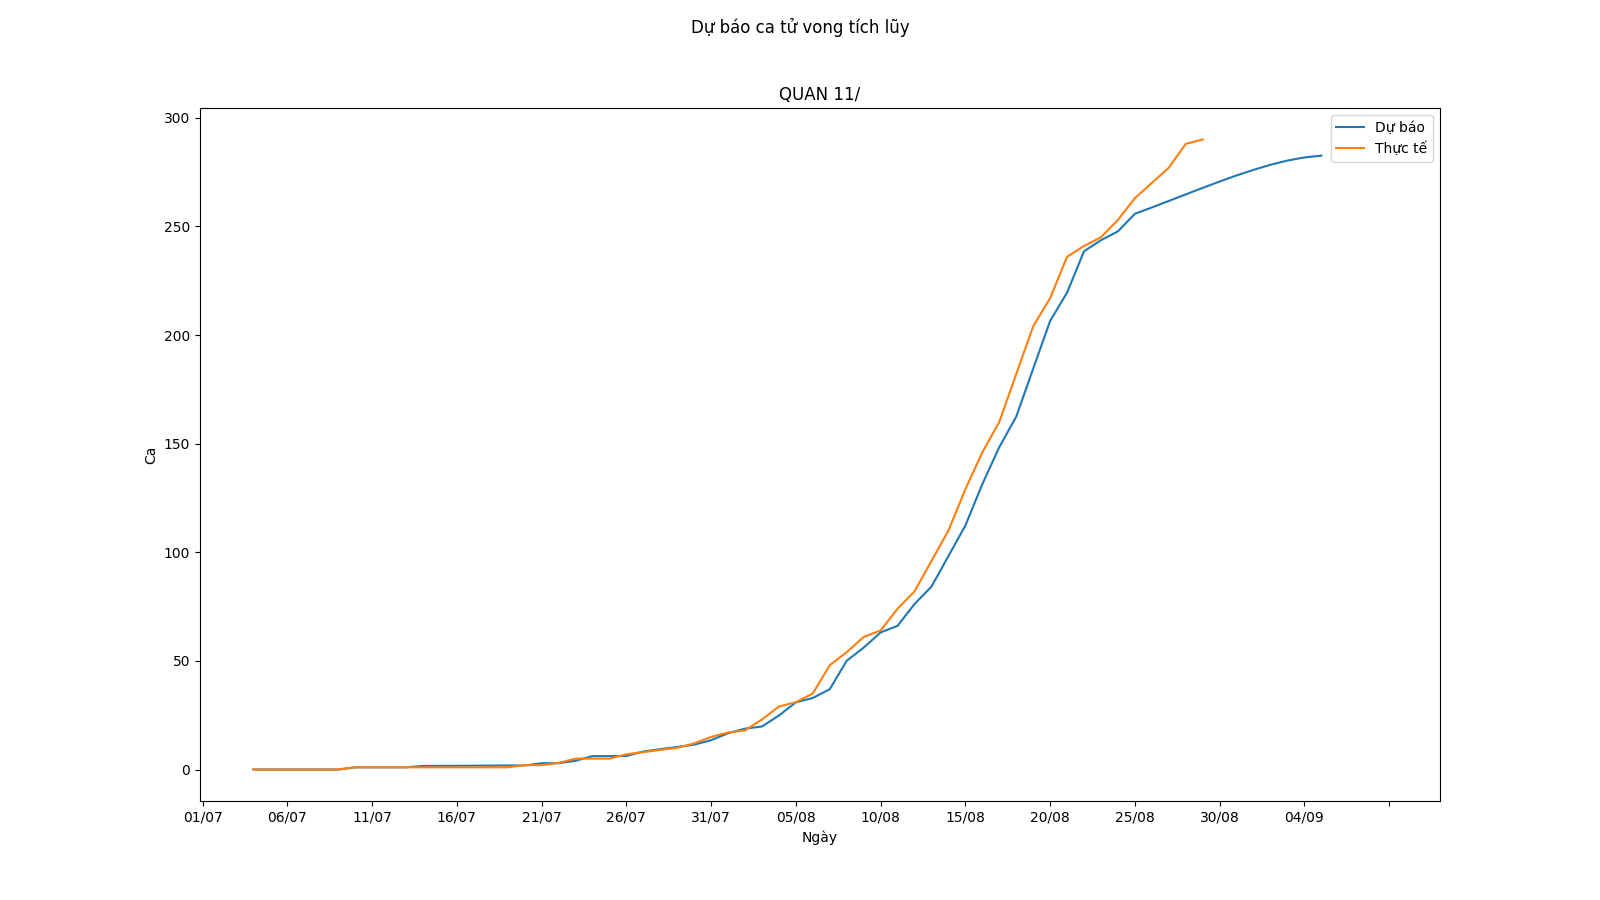 Dự báo ca tử vong tích lũy
QUAN 11/
300
250
200
150
100
50
0
Ca
Dự báo
Thực tế
01/07 06/07 11/07 16/07 21/07 26/07 31/07 05/08 10/08 15/08 20/08 25/08 30/08 04/09
Ngày